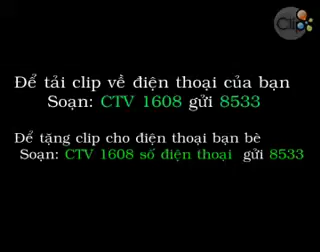 Clip
Để tải clip về điện thoại của bạn
Soạn: CTV 1608 gửi 8533
Để tặng clip cho điện thoại bạn bè
Soạn: CTV 1608 số điện thoại gửi 8533